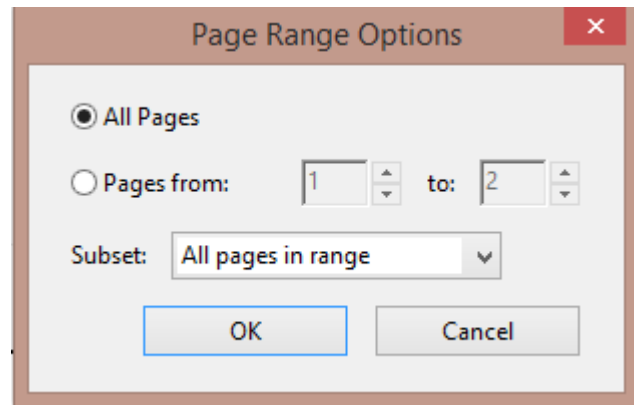 Page Range Options
All Pages
Pages from: 1 to: 2
Subset: All pages in range
OK Cancel